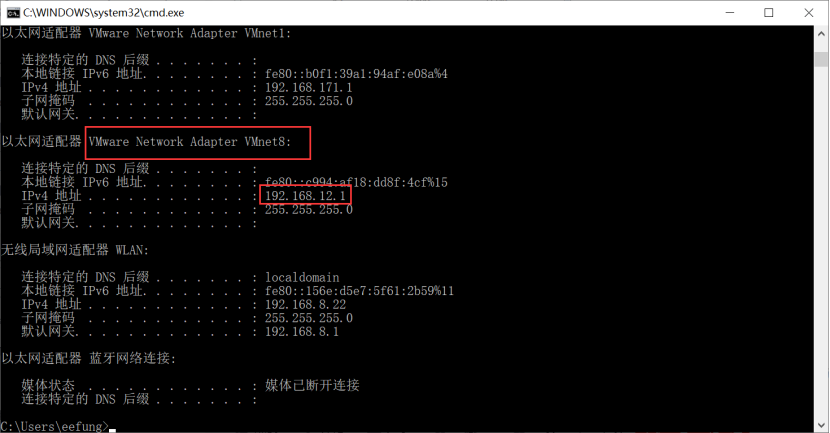 C:\WINDOWS\system32\cmd.exe
以太网适配器 VMware Network Adapter VMnet1:
连接特定的 DNS 后缀 . . . . . . . :
本地链接 IPv6 地址. . . . . . . . : fe80::b0f1:39a1:94af:e08a%4
IPv4 地址 . . . . . . . . . . . . : 192.168.171.1
子网掩码 . . . . . . . . . . . . : 255.255.255.0
默认网关. . . . . . . . . . . . . :
以太网适配器 VMware Network Adapter VMnet8:
连接特定的 DNS 后缀 . . . . . . . :
本地链接 IPv6 地址. . . . . . . . : fe80::c994:af18:dd8f:4cf%15
IPv4 地址 . . . . . . . . . . . . : 192.168.12.1
子网掩码 . . . . . . . . . . . . : 255.255.255.0
默认网关. . . . . . . . . . . . . :
无线局域网适配器 WLAN:
连接特定的 DNS 后缀 . . . . . . . : localdomain
本地链接 IPv6 地址. . . . . . . . : fe80::156e:d5e7:5f61:2b59%11
IPv4 地址 . . . . . . . . . . . . : 192.168.8.22
子网掩码 . . . . . . . . . . . . : 255.255.255.0
默认网关. . . . . . . . . . . . . : 192.168.8.1
以太网适配器 蓝牙网络连接:
媒体状态 . . . . . . . . . . . . : 媒体已断开连接
连接特定的 DNS 后缀 . . . . . . . :
C:\Users\eefung>